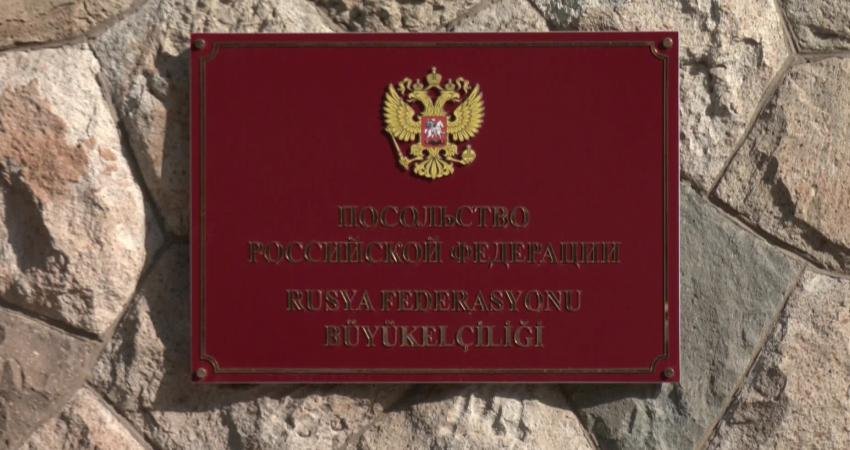 ПОСОЛЬСТВО
РОССИЙСКОЙ ФЕДЕРАЦИИ
RUSYA FEDERASYONU
BÜYÜKELÇİLİĞİ